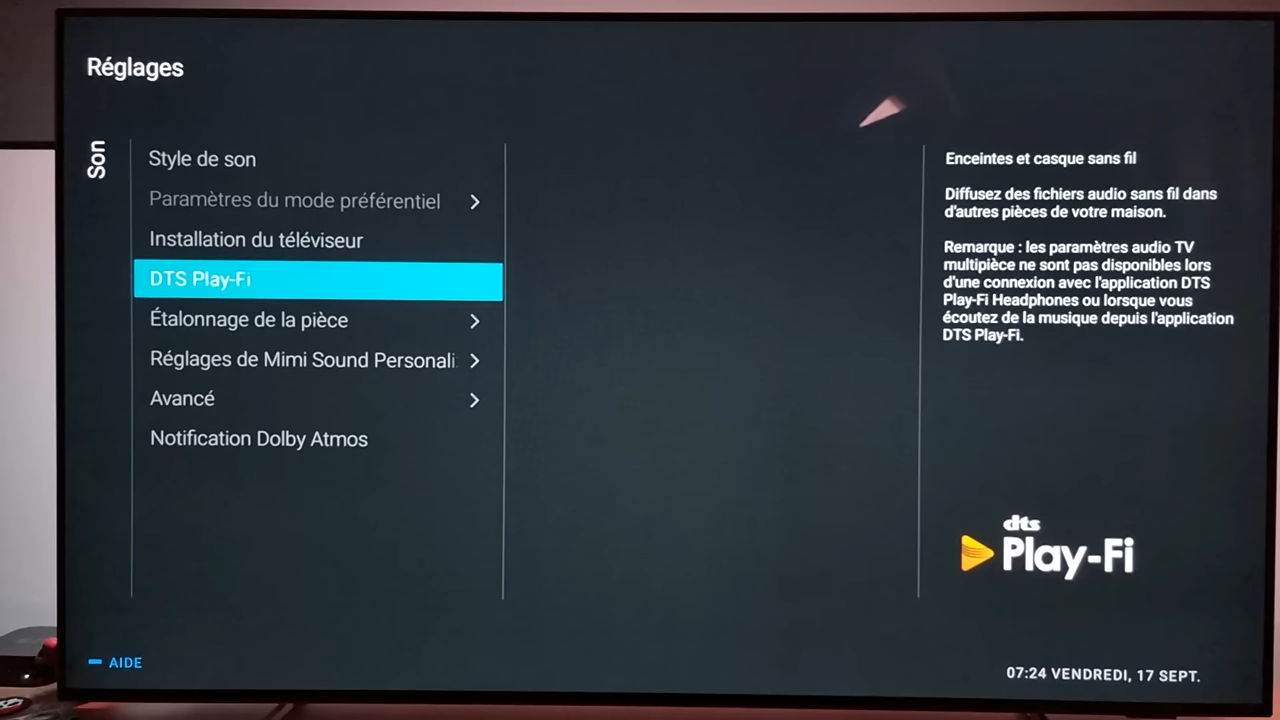 Réglages
Son
Style de son
Paramètres du mode préférentiel
Installation du téléviseur
DTS Play-Fi
Étalonnage de la pièce
Réglages de Mimi Sound Personali
Avancé
Notification Dolby Atmos
Enceintes et casque sans fil
Diffusez des fichiers audio sans fil dans
d'autres pièces de votre maison.
Remarque : les paramètres audio TV
multipièce ne sont pas disponibles lors
d'une connexion avec l'application DTS
Play-Fi Headphones ou lorsque vous
écoutez de la musique depuis l'application
DTS Play-Fi.
dts
Play-Fi
AIDE
07:24 VENDREDI, 17 SEPT.